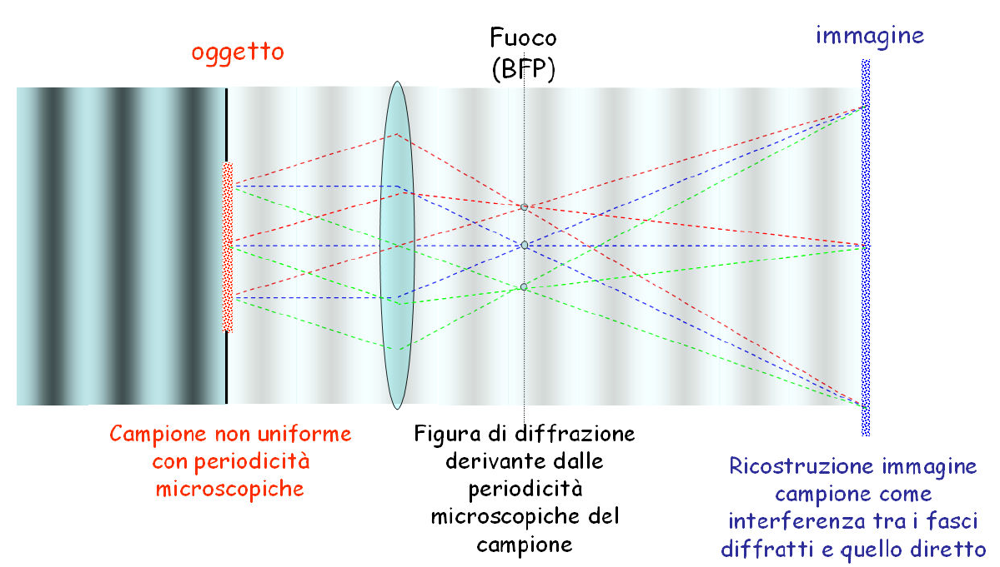 oggetto
Fuoco
(BFP)
immagine
Campione non uniforme
con periodicità
microscopiche
Figura di diffrazione
derivante dalle
periodicità
microscopiche del
campione
Ricostruzione immagine
campione come
interferenza tra i fasci
diffratti e quello diretto